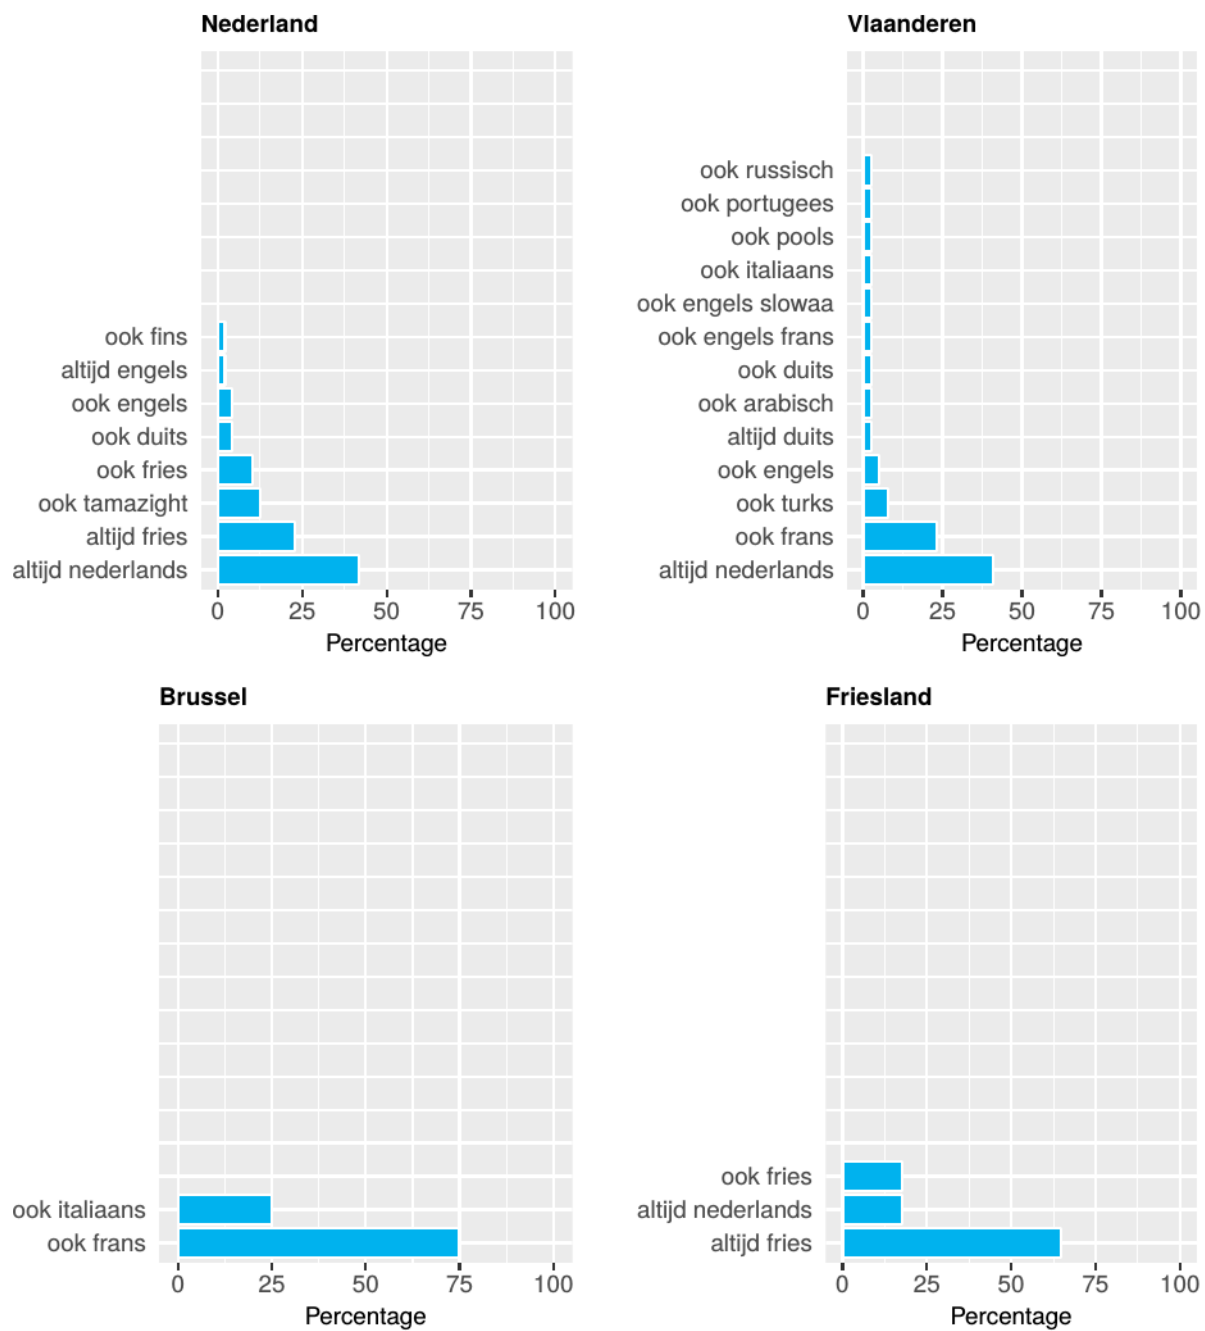 Nederland
ook fins
altijd engels
ook engels
ook duits
ook fries
ook tamazight
altijd fries
altijd nederlands
0 25 50 75 100
Percentage
Vlaanderen
ook russisch
ook portugees
ook pools
ook italiaans
ook engels slowaa
ook engels frans
ook duits
ook arabisch
altijd duits
ook engels
ook turks
ook frans
altijd nederlands
0 25 50 75 100
Percentage
Brussel
ook italiaans
ook frans
0 25 50 75 100
Percentage
Friesland
ook fries
altijd nederlands
altijd fries
0 25 50 75 100
Percentage